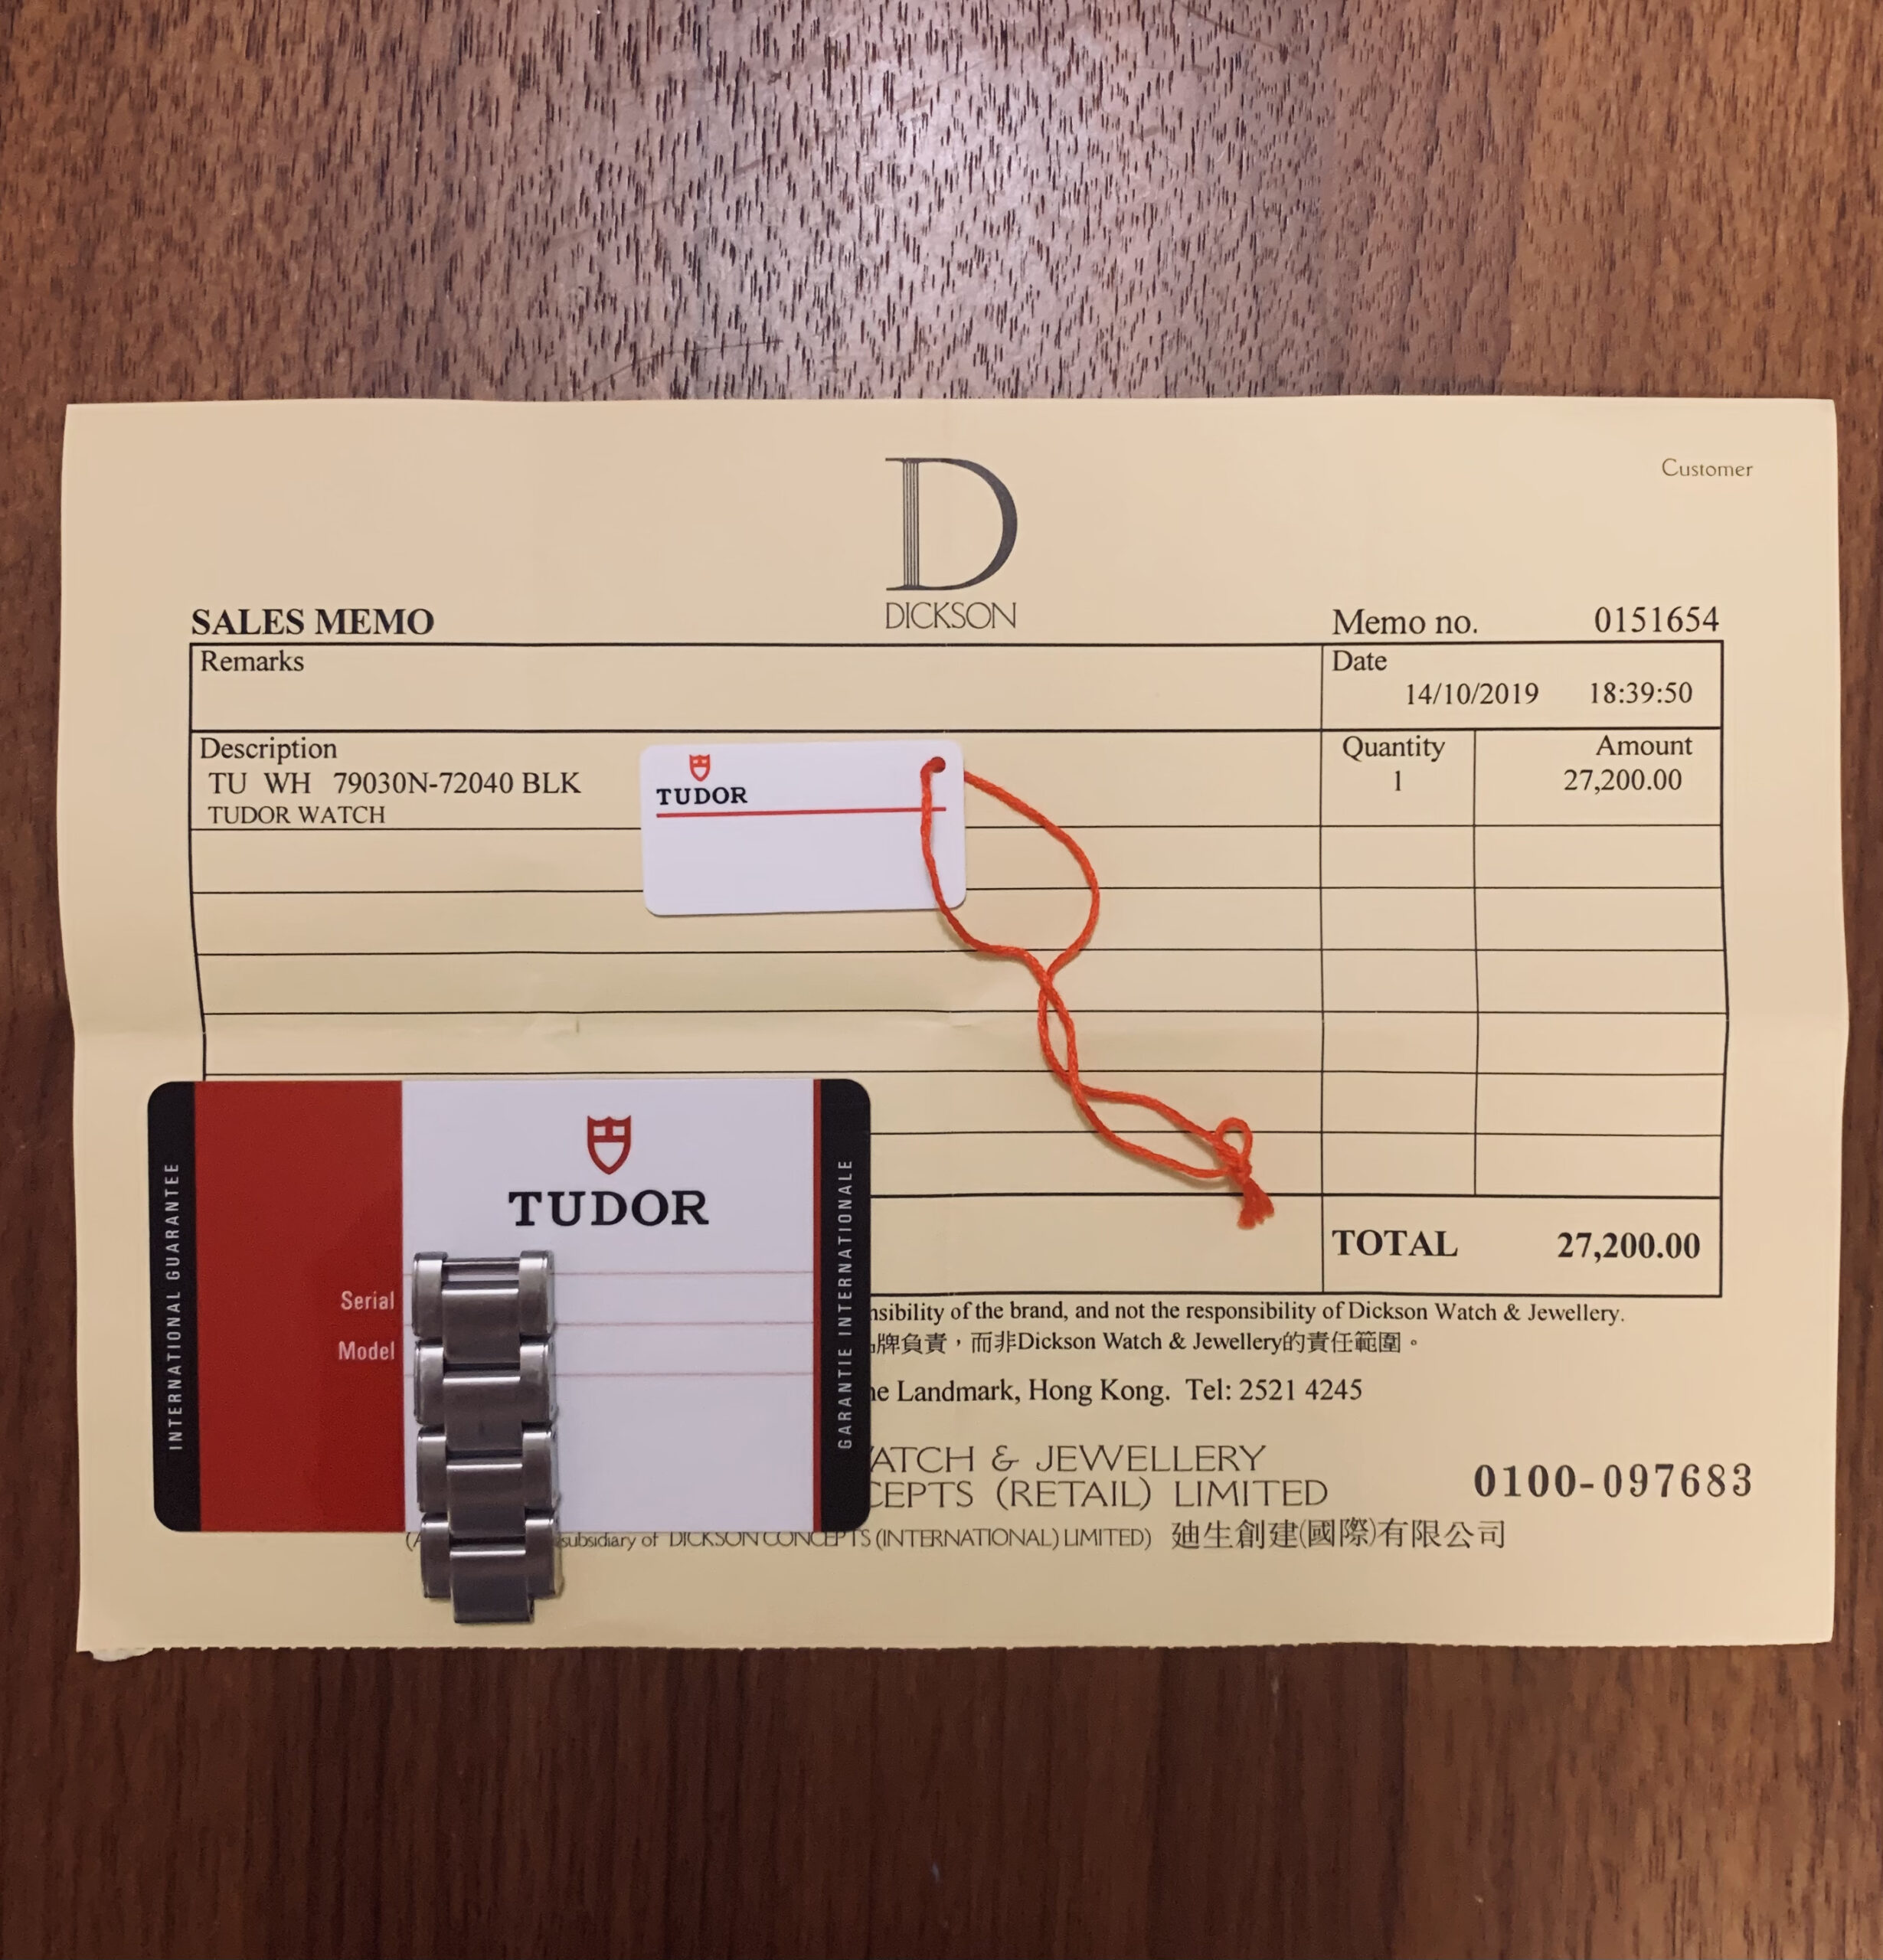 Customer
D
DICKSON
SALES MEMO
Memo no. 0151654
Remarks
Date
14/10/2019 18:39:50
Description
Quantity
Amount
TU WH 79030N-72040 BLK
1
27,200.00
TUDOR WATCH
TUDOR
TOTAL 27,200.00
INTERNATIONAL GUARANTEE
TUDOR
Serial
Model
GARANTIE INTERNATIONALE
of the brand, and not the responsibility of Dickson Watch & Jewellery.
牌負責，而非Dickson Watch & Jewellery的責任範圍。
Landmark, Hong Kong. Tel: 2521 4245
& JEWELLERY
(RETAIL) LIMITED
0100-097683
subsidiary of DICKSON CONCEPTS (INTERNATIONAL) LIMITED) 廸生創建(國際)有限公司